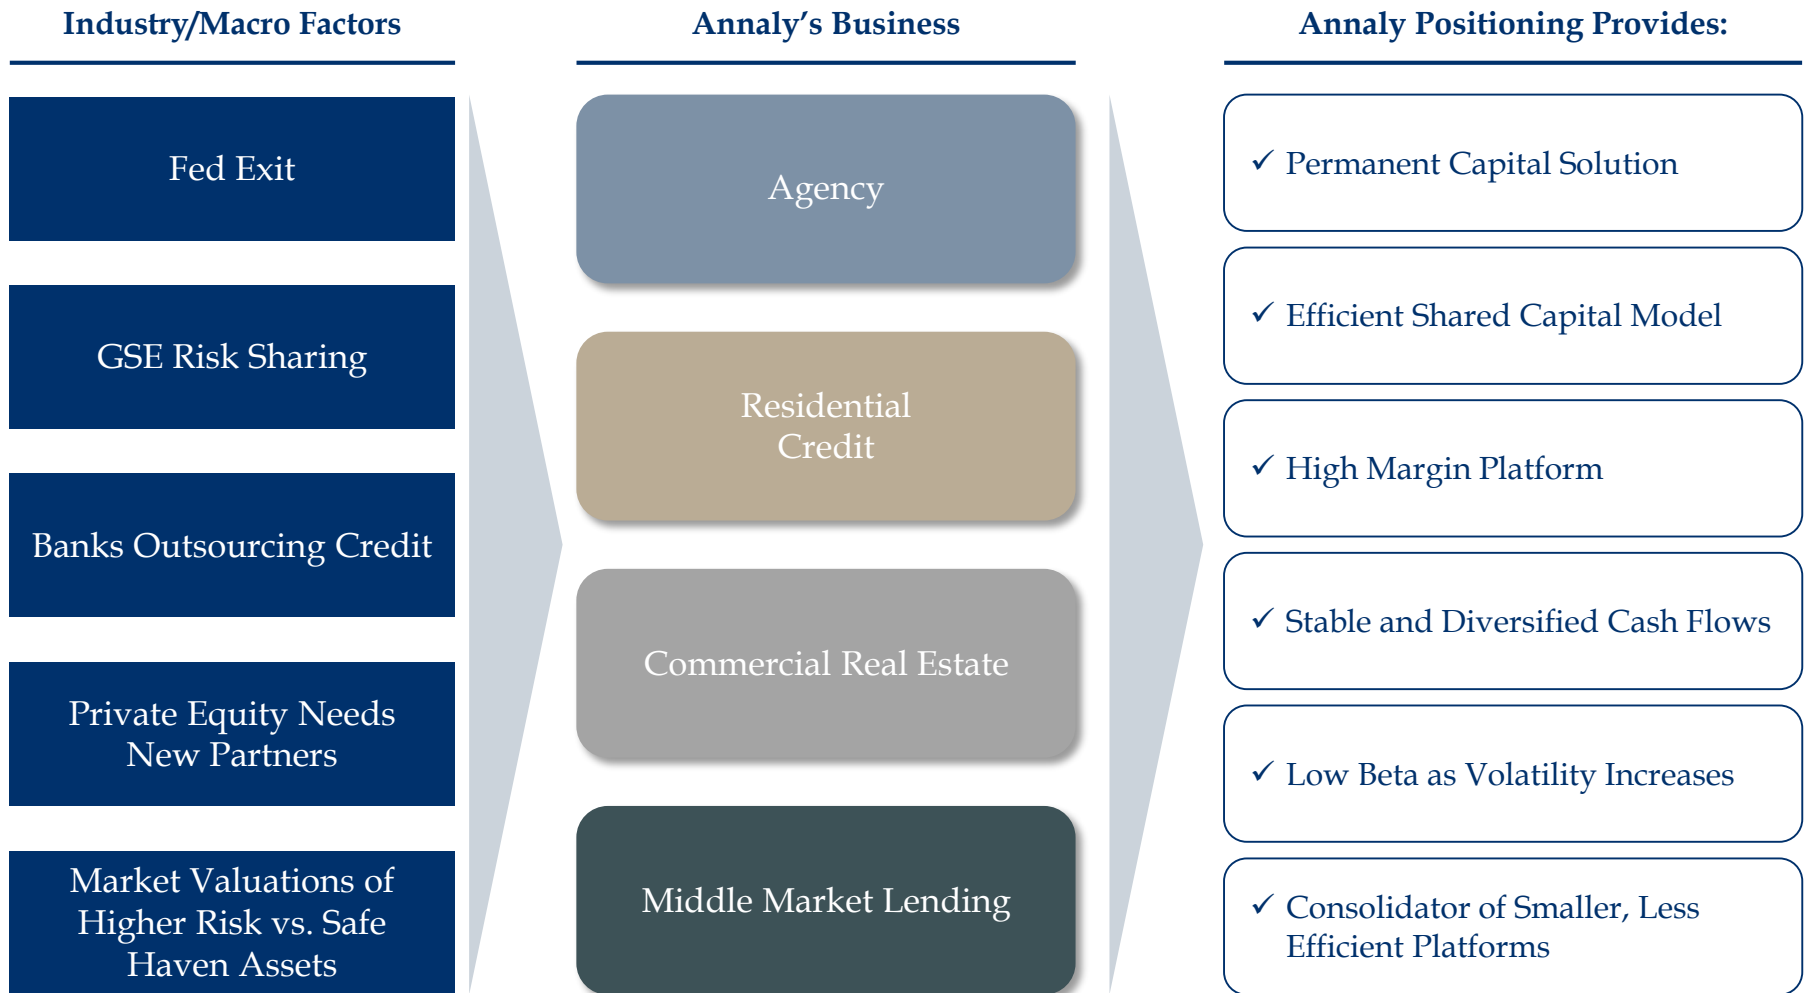 Industry/Macro Factors
Fed Exit
GSE Risk Sharing
Banks Outsourcing Credit
Private Equity Needs
New Partners
Market Valuations of
Higher Risk vs. Safe
Haven Assets
Annaly’s Business
Agency
Residential
Credit
Commercial Real Estate
Middle Market Lending
Annaly Positioning Provides:
✓ Permanent Capital Solution
✓ Efficient Shared Capital Model
✓ High Margin Platform
✓ Stable and Diversified Cash Flows
✓ Low Beta as Volatility Increases
✓ Consolidator of Smaller, Less
Efficient Platforms